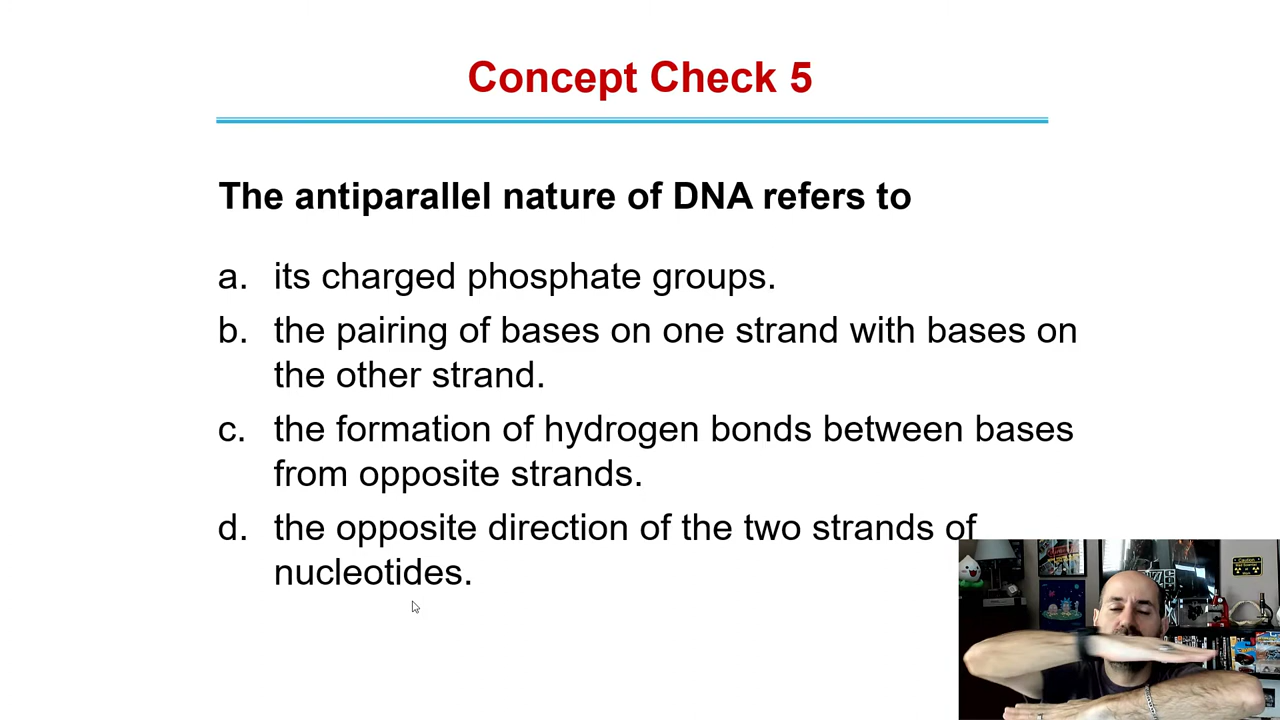 Concept Check 5
The antiparallel nature of DNA refers to
a. its charged phosphate groups.
b. the pairing of bases on one strand with bases on
the other strand.
c. the formation of hydrogen bonds between bases
from opposite strands.
d. the opposite direction of the two strands of
nucleotides.
Caution